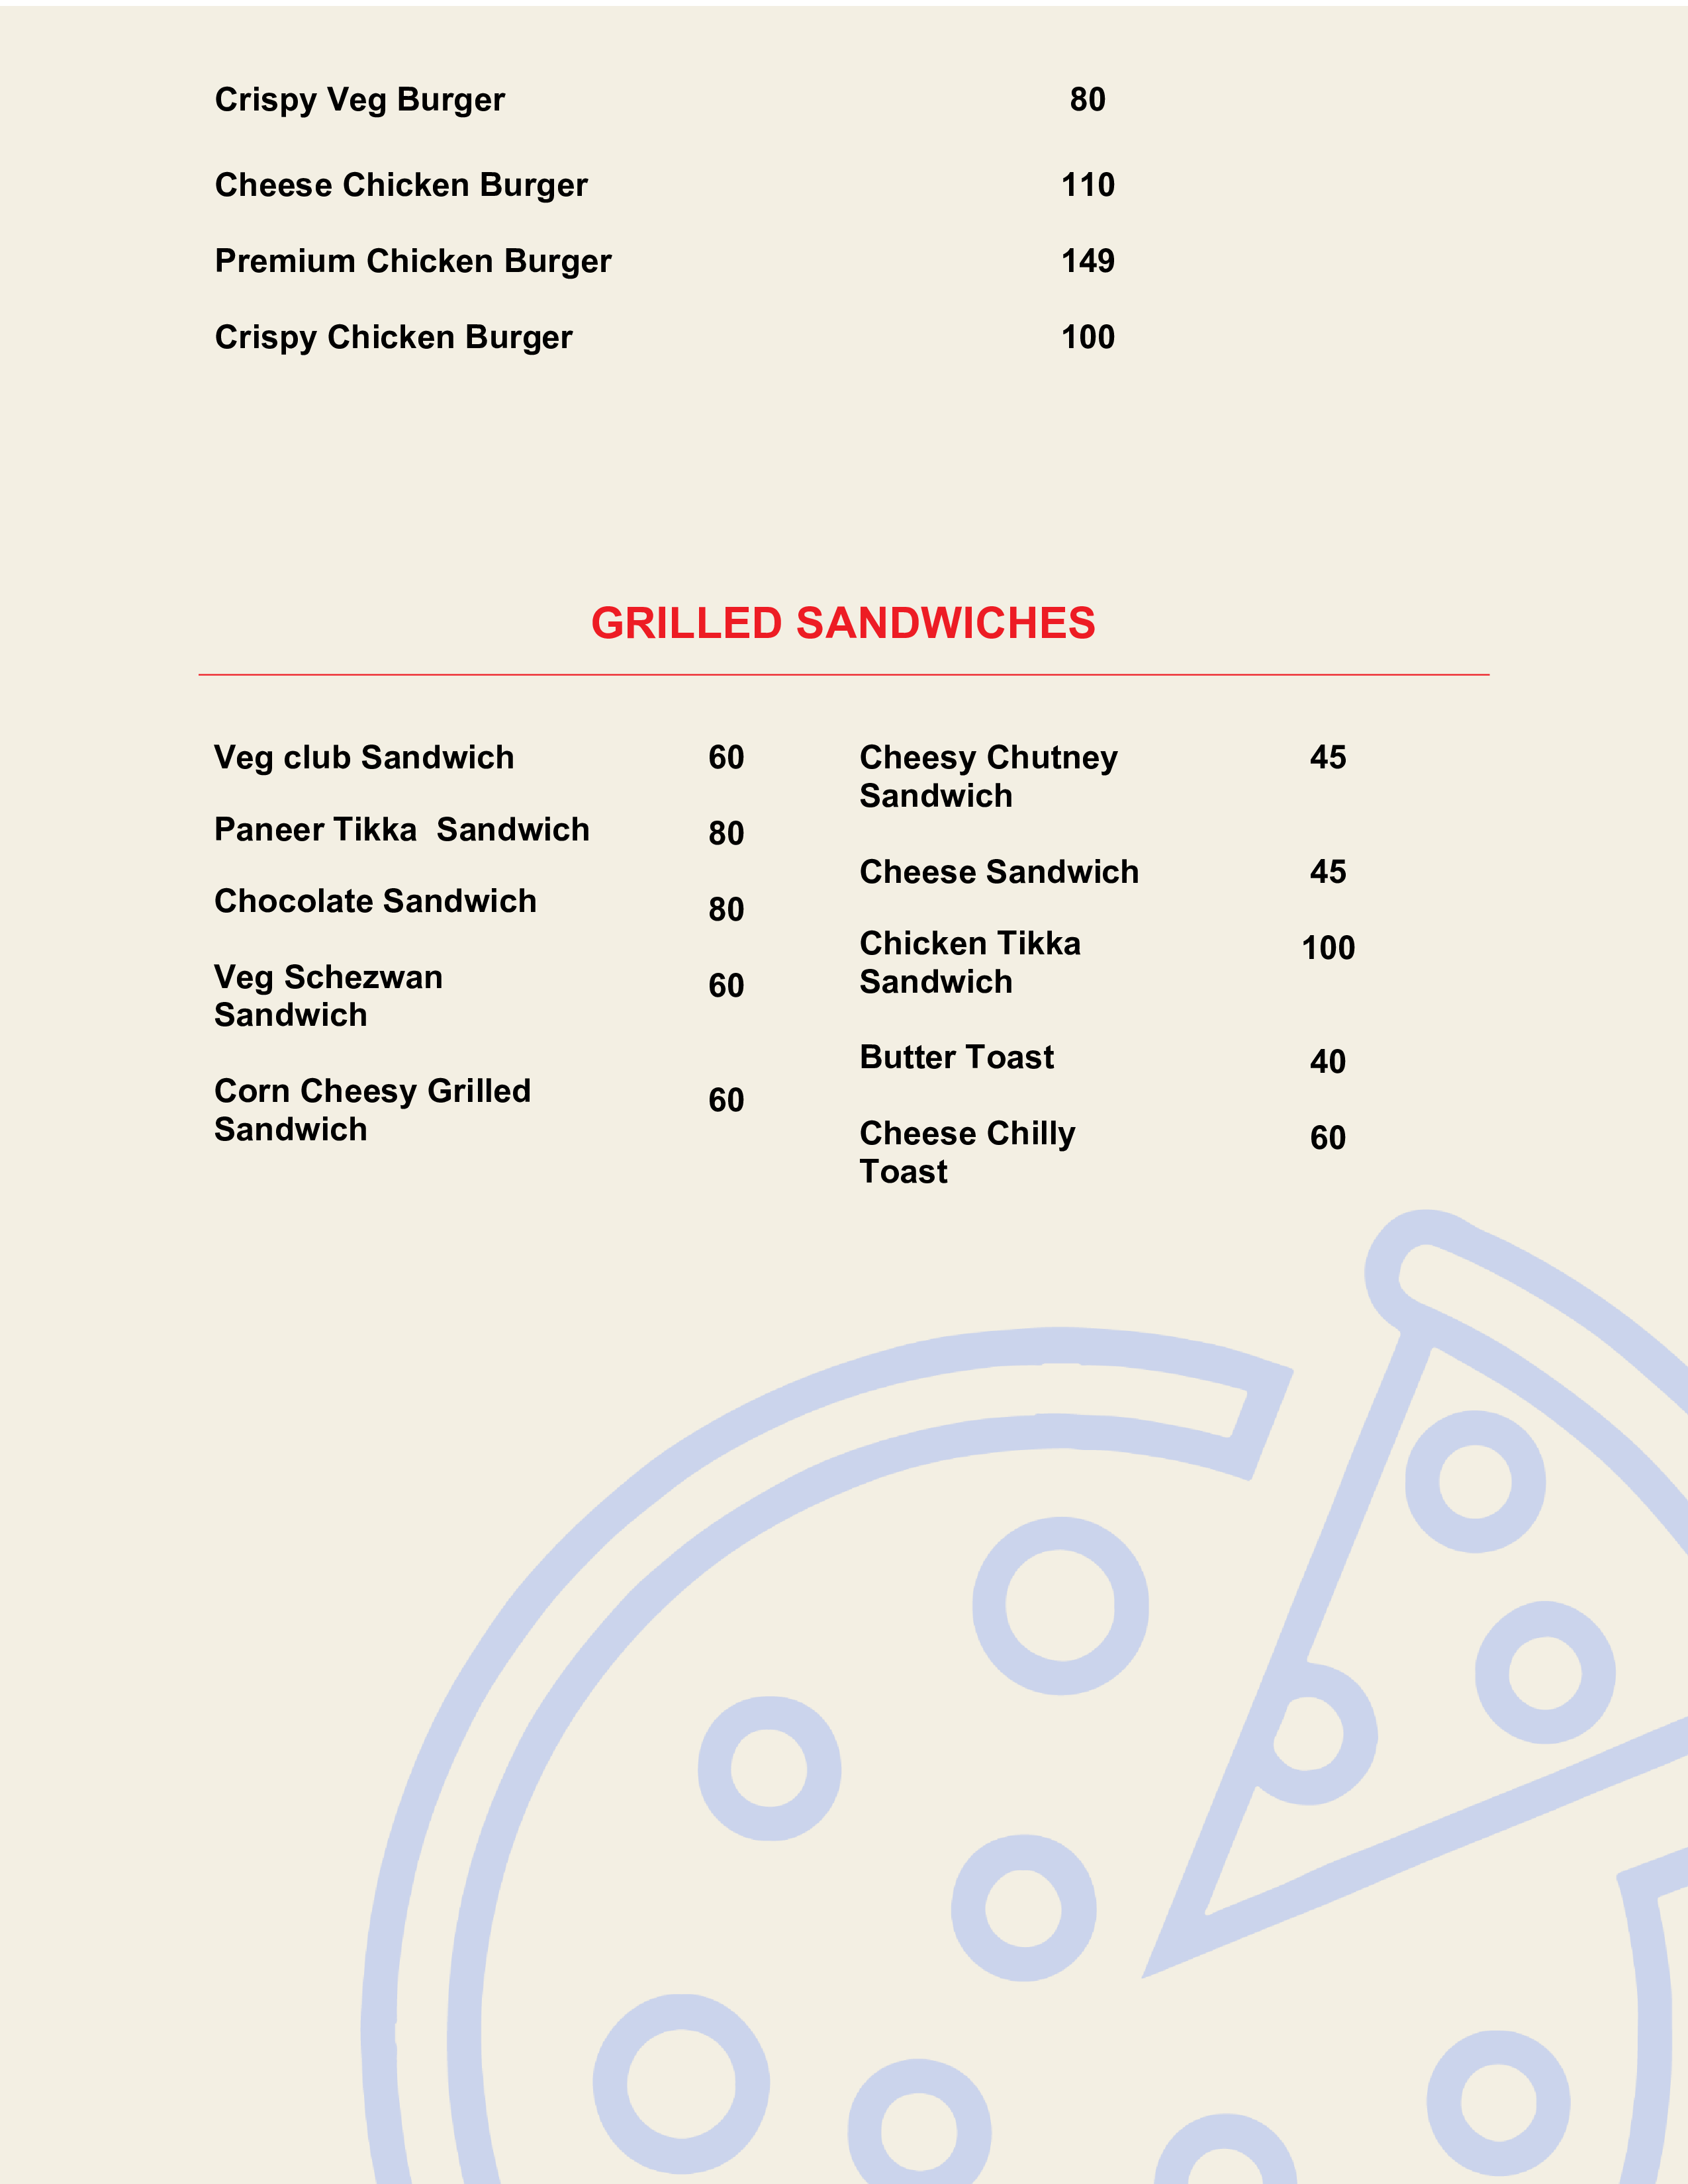 Crispy Veg Burger 80
Cheese Chicken Burger 110
Premium Chicken Burger 149
Crispy Chicken Burger 100
GRILLED SANDWICHES
Veg club Sandwich 60
Paneer Tikka  Sandwich 80
Chocolate Sandwich 80
Veg Schezwan 60
Sandwich
Corn Cheesy Grilled 60
Sandwich
Cheesy Chutney 45
Sandwich
Cheese Sandwich 45
Chicken Tikka 100
Sandwich
Butter Toast 40
Cheese Chilly 60
Toast